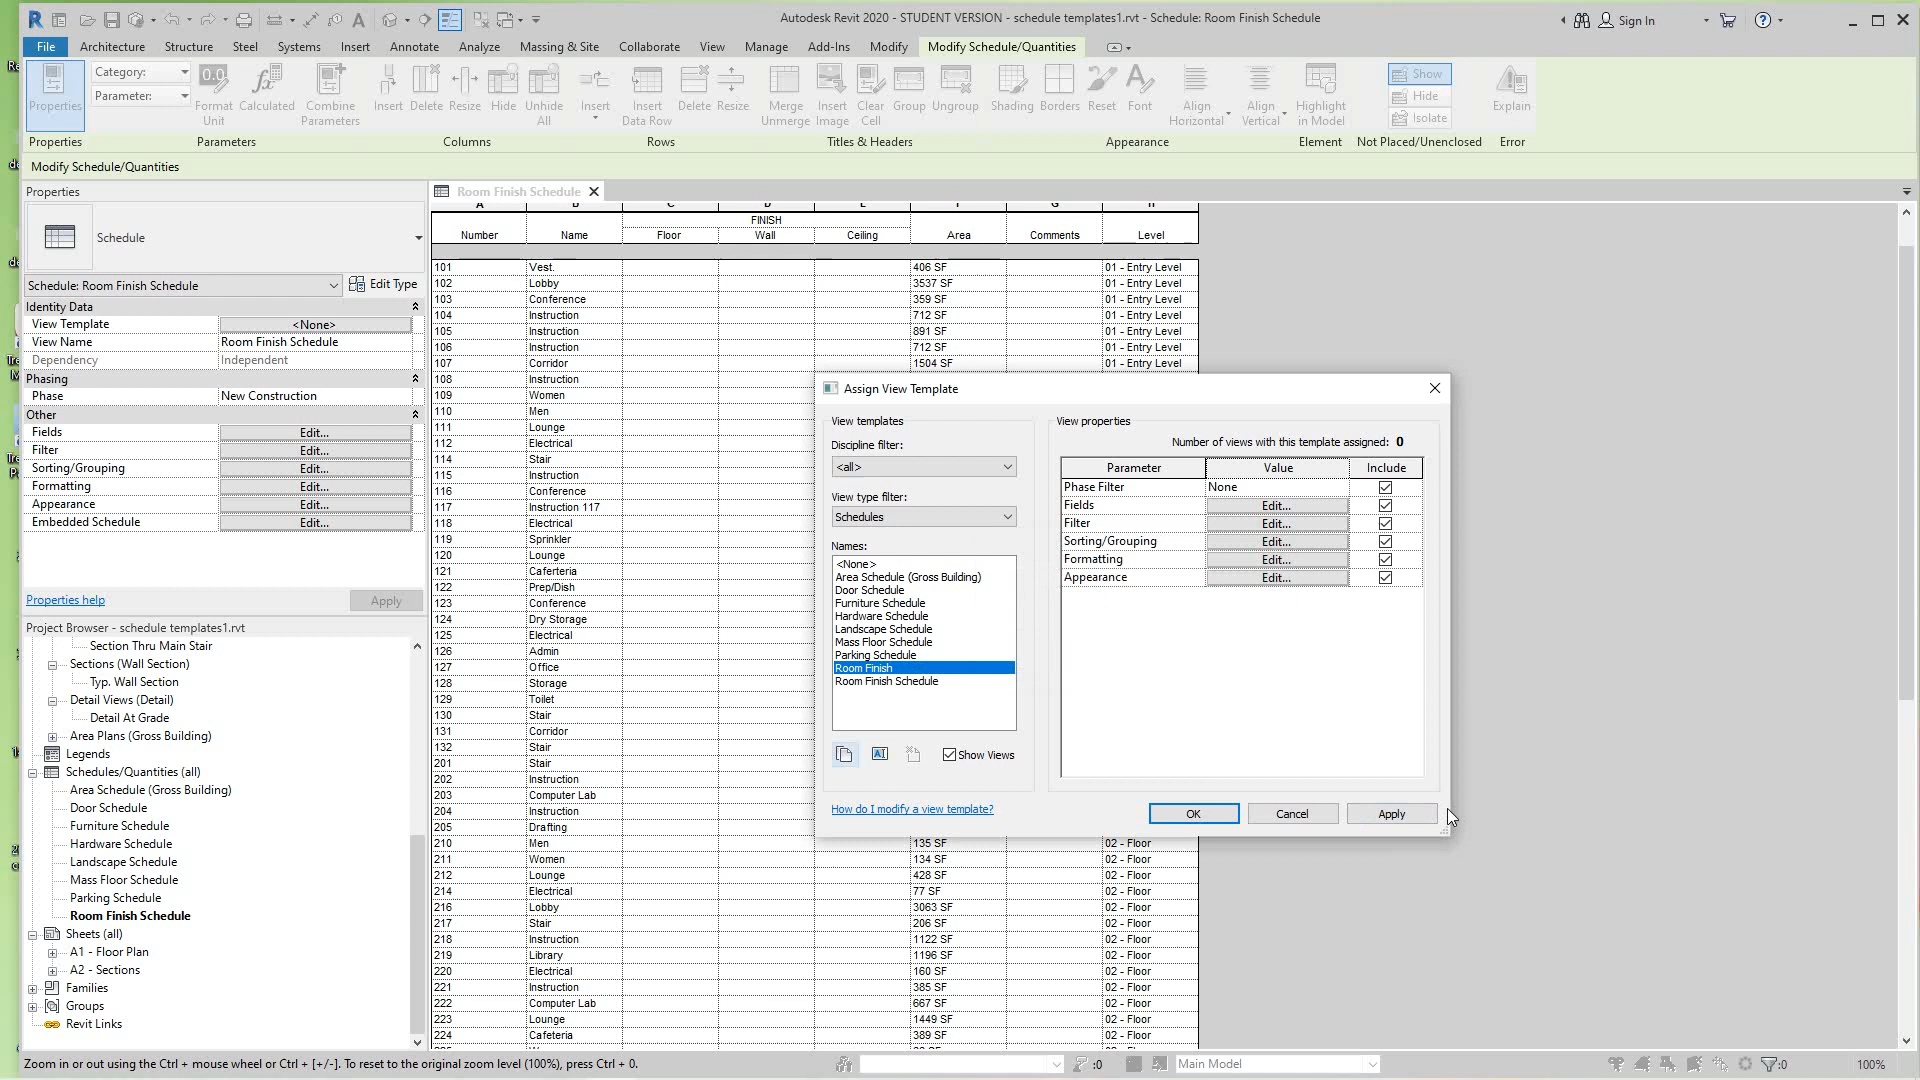 Autodesk Revit 2020 - STUDENT VERSION - schedule templates1.rvt - Schedule: Room Finish Schedule
Sign In
File Architecture Structure Steel Systems Insert Annotate Analyze Massing & Site Collaborate View Manage Add-Ins Modify Modify Schedule/Quantities
Category:
Parameter:
Properties
Format Unit
Calculated
Combine Parameters
Insert Delete Resize Hide Unhide All
Insert
Insert Data Row
Delete Resize
Merge Unmerge
Insert Image
Clear Cell
Group Ungroup
Shading Borders Reset Font
Align Horizontal
Align Vertical
Highlight in Model
Show
Hide
Isolate
Explain
Properties Parameters Columns Rows Titles & Headers Appearance Element Not Placed/Unenclosed Error
Modify Schedule/Quantities
Properties
Schedule
Schedule: Room Finish Schedule
Edit Type
Identity Data
View Template <None>
View Name Room Finish Schedule
Dependency Independent
Phasing
Phase New Construction
Other
Fields Edit...
Filter Edit...
Sorting/Grouping Edit...
Formatting Edit...
Appearance Edit...
Embedded Schedule Edit...
Properties help
Apply
Project Browser - schedule templates1.rvt
Section Thru Main Stair
Sections (Wall Section)
Typ. Wall Section
Detail Views (Detail)
Detail At Grade
Area Plans (Gross Building)
Legends
Schedules/Quantities (all)
Area Schedule (Gross Building)
Door Schedule
Furniture Schedule
Hardware Schedule
Landscape Schedule
Mass Floor Schedule
Parking Schedule
Room Finish Schedule
Sheets (all)
A1 - Floor Plan
A2 - Sections
Families
Groups
Revit Links
Room Finish Schedule
FINISH
Number Name Floor Wall Ceiling Area Comments Level
101 Vest. 406 SF 01 - Entry Level
102 Lobby 3537 SF 01 - Entry Level
103 Conference 359 SF 01 - Entry Level
104 Instruction 712 SF 01 - Entry Level
105 Instruction 891 SF 01 - Entry Level
106 Instruction 712 SF 01 - Entry Level
107 Corridor 1504 SF 01 - Entry Level
108 Instruction
109 Women
110 Men
111 Lounge
112 Electrical
114 Stair
115 Instruction
116 Conference
117 Instruction 117
118 Electrical
119 Sprinkler
120 Lounge
121 Caferteria
122 Prep/Dish
123 Conference
124 Dry Storage
125 Electrical
126 Admin
127 Office
128 Storage
129 Toilet
130 Stair
131 Corridor
132 Stair
201 Stair
202 Instruction
203 Computer Lab
204 Instruction
205 Drafting
210 Men 135 SF 02 - Floor
211 Women 134 SF 02 - Floor
212 Lounge 428 SF 02 - Floor
214 Electrical 77 SF 02 - Floor
216 Lobby 3063 SF 02 - Floor
217 Stair 206 SF 02 - Floor
218 Instruction 1122 SF 02 - Floor
219 Library 1196 SF 02 - Floor
220 Electrical 160 SF 02 - Floor
221 Instruction 385 SF 02 - Floor
222 Computer Lab 667 SF 02 - Floor
223 Lounge 1449 SF 02 - Floor
224 Cafeteria 389 SF 02 - Floor
Assign View Template
View templates
Discipline filter:
<all>
View type filter:
Schedules
Names:
<None>
Area Schedule (Gross Building)
Door Schedule
Furniture Schedule
Hardware Schedule
Landscape Schedule
Mass Floor Schedule
Parking Schedule
Room Finish
Room Finish Schedule
Show Views
How do I modify a view template?
View properties
Number of views with this template assigned: 0
Parameter Value Include
Phase Filter None
Fields Edit...
Filter Edit...
Sorting/Grouping Edit...
Formatting Edit...
Appearance Edit...
OK Cancel Apply
Zoom in or out using the Ctrl + mouse wheel or Ctrl + [+/-]. To reset to the original zoom level (100%), press Ctrl + 0.
:0
Main Model
:0
100%